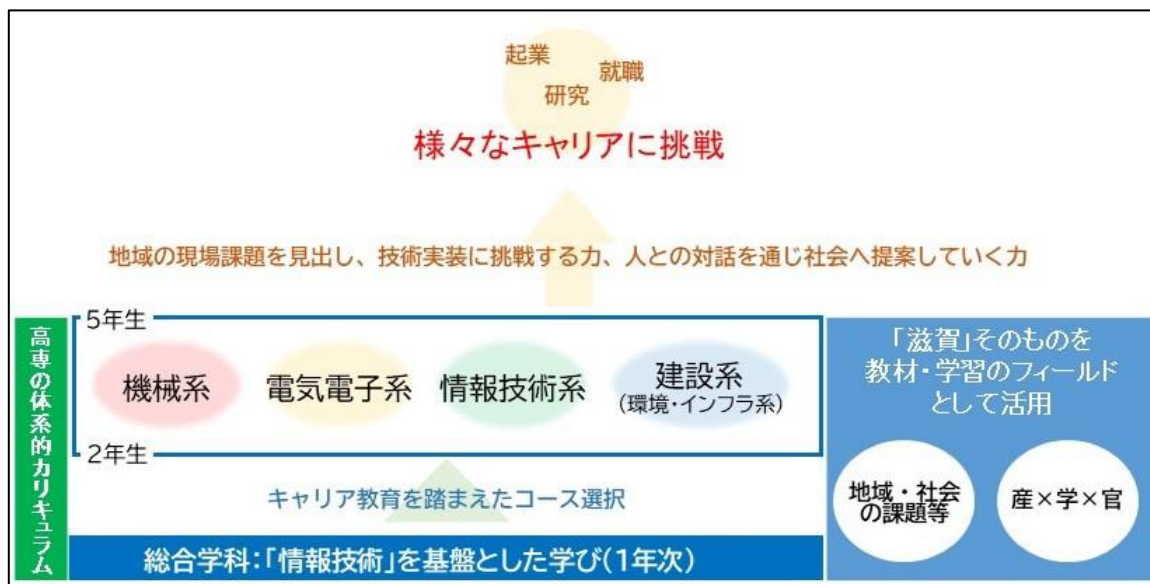 起業
就職
研究
様々なキャリアに挑戦
地域の現場課題を見出し、技術実装に挑戦する力、人との対話を通じ社会へ提案していく力
高専の体系的カリキュラム
5年生
機械系
電気電子系
情報技術系
建設系
(環境・インフラ系)
2年生
キャリア教育を踏まえたコース選択
総合学科:「情報技術」を基盤とした学び(1年次)
「滋賀」そのものを
教材・学習のフィールド
として活用
地域・社会
の課題等
産×学×官